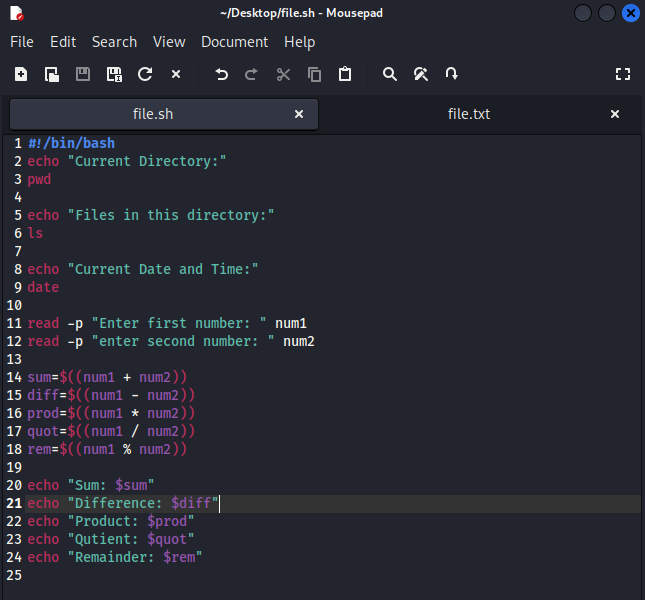 ~/Desktop/file.sh - Mousepad
File Edit Search View Document Help
file.sh file.txt
1 #!/bin/bash
2 echo "Current Directory:"
3 pwd
4
5 echo "Files in this directory:"
6 ls
7
8 echo "Current Date and Time:"
9 date
10
11 read -p "Enter first number: " num1
12 read -p "enter second number: " num2
13
14 sum=$((num1 + num2))
15 diff=$((num1 - num2))
16 prod=$((num1 * num2))
17 quot=$((num1 / num2))
18 rem=$((num1 % num2))
19
20 echo "Sum: $sum"
21 echo "Difference: $diff"
22 echo "Product: $prod"
23 echo "Qutient: $quot"
24 echo "Remainder: $rem"
25